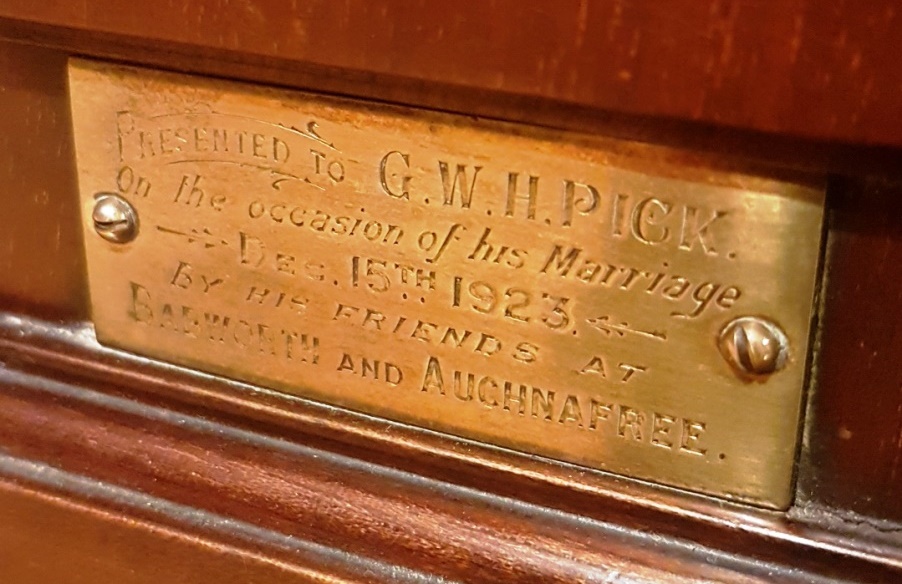 PRESENTED TO G.W.H.PICK.
On the occasion of his Marriage
DEC. 15TH 1923.
BY HIS FRIENDS AT
BABWORTH AND AUCHNAFREE.